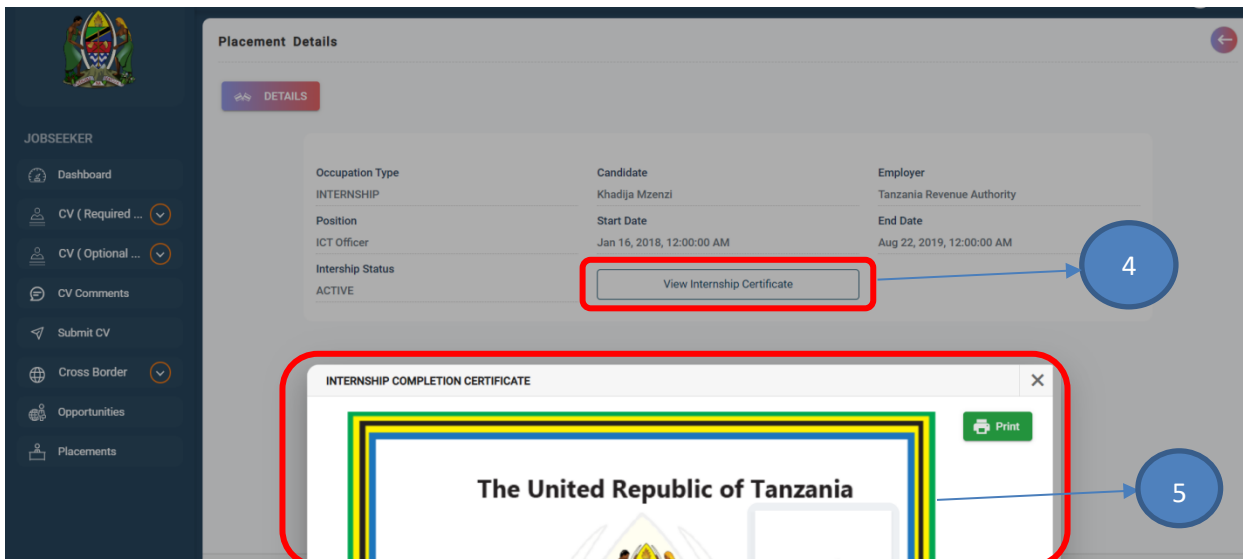 Placement Details
DETAILS
JOBSEEKER
Dashboard
CV ( Required ...
CV ( Optional ...
CV Comments
Submit CV
Cross Border
Opportunities
Placements
Occupation Type
INTERNSHIP
Candidate
Khadija Mzenzi
Employer
Tanzania Revenue Authority
Position
ICT Officer
Start Date
Jan 16, 2018, 12:00:00 AM
End Date
Aug 22, 2019, 12:00:00 AM
Intership Status
ACTIVE
View Internship Certificate
4
INTERNSHIP COMPLETION CERTIFICATE
Print
The United Republic of Tanzania
5